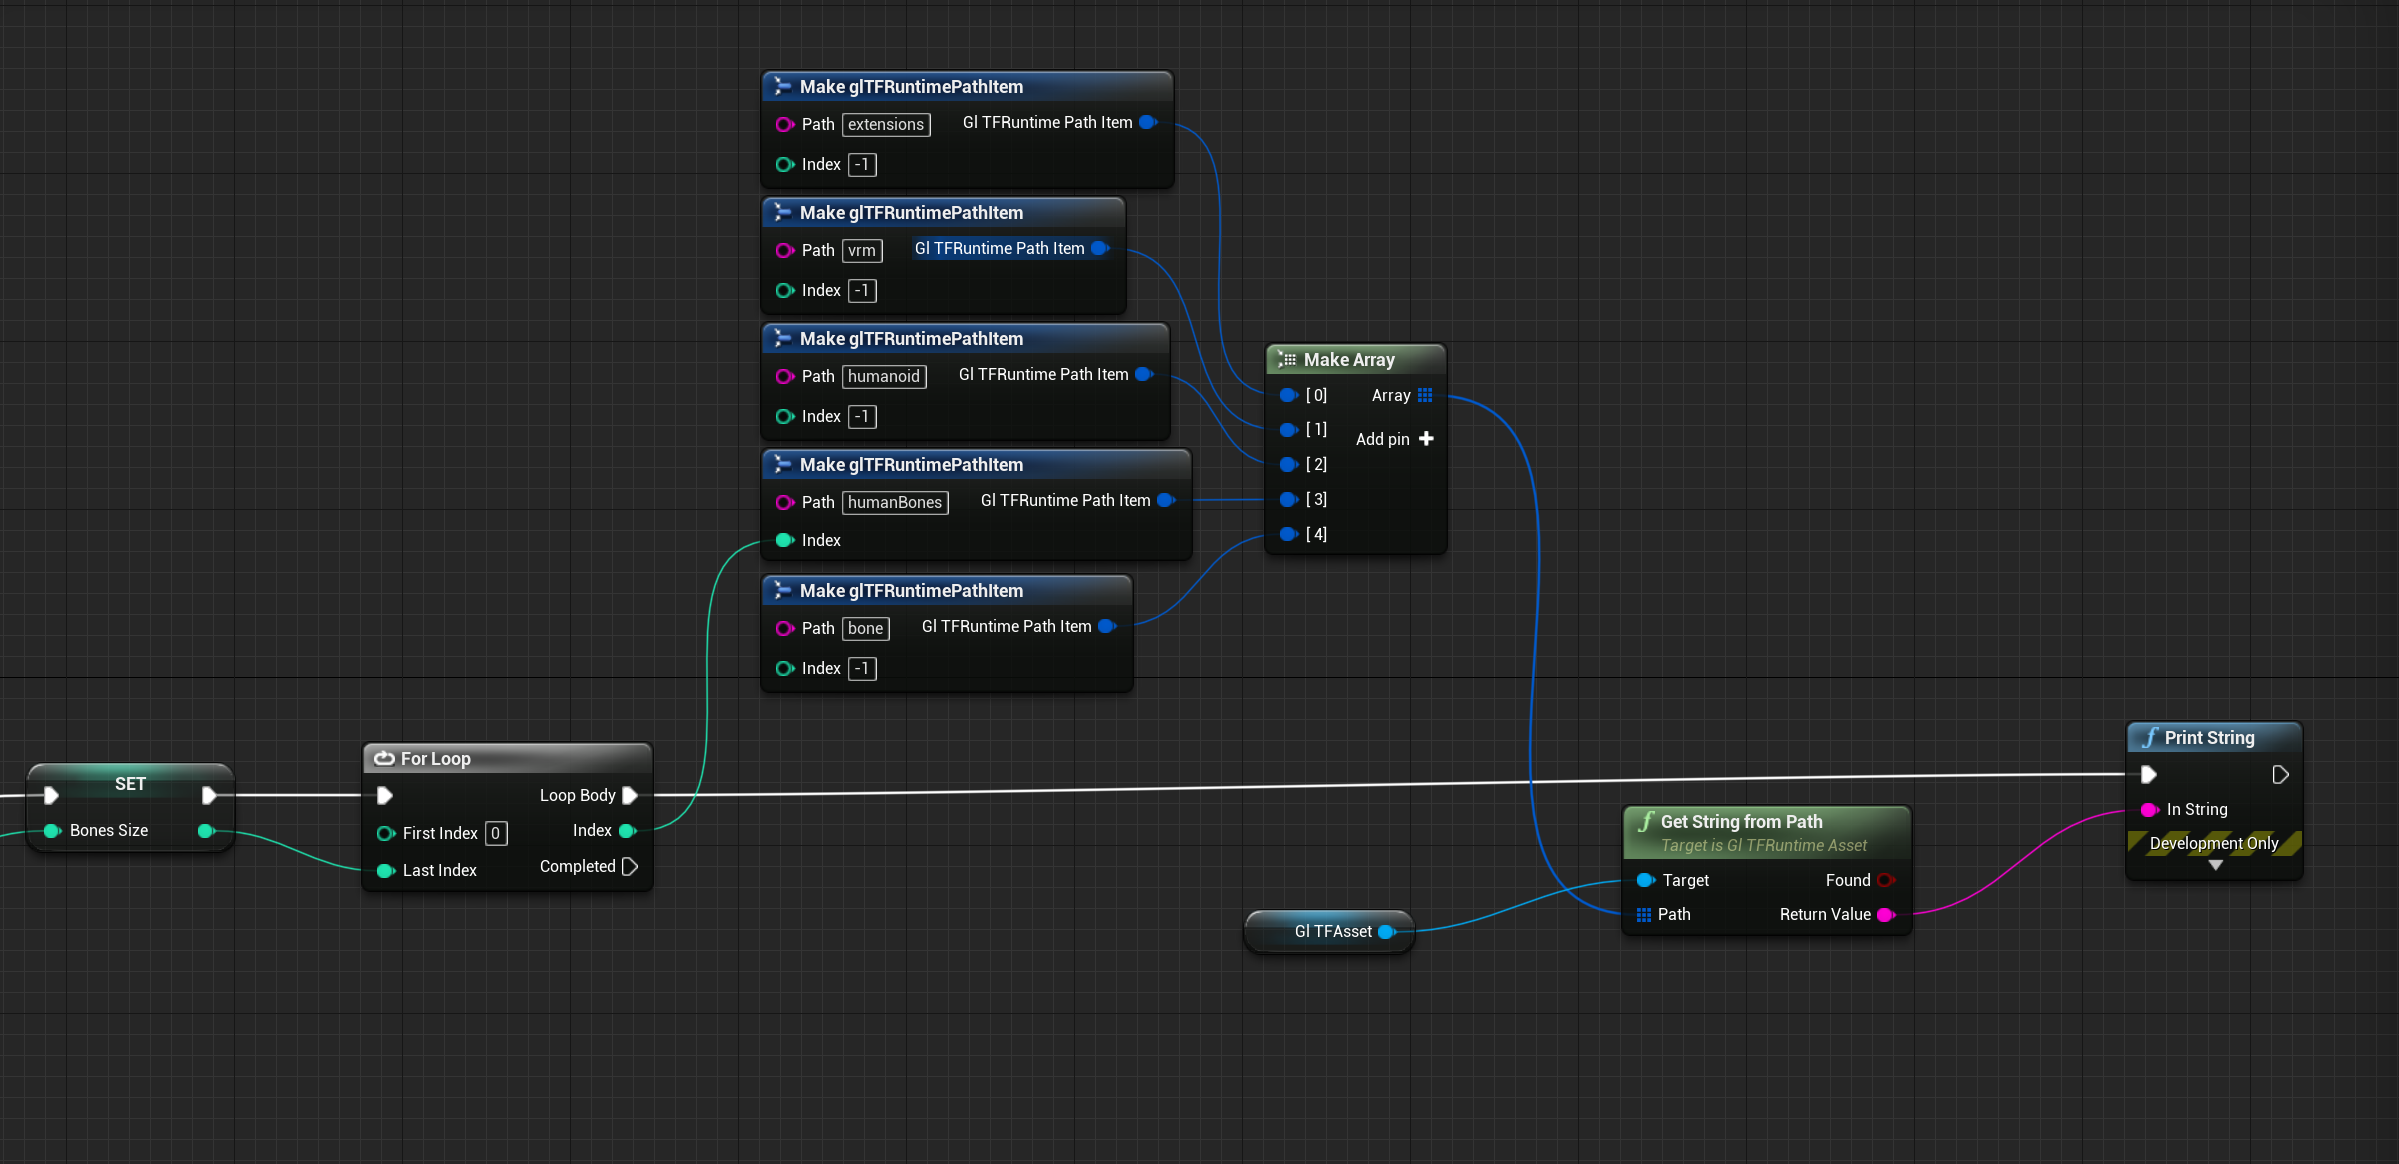 Make glTFRuntimePathItem
Path extensions Gl TFRuntime Path Item
Index -1
Make glTFRuntimePathItem
Path vrm Gl TFRuntime Path Item
Index -1
Make glTFRuntimePathItem
Path humanoid Gl TFRuntime Path Item
Index -1
Make glTFRuntimePathItem
Path humanBones Gl TFRuntime Path Item
Index
Make glTFRuntimePathItem
Path bone Gl TFRuntime Path Item
Index -1
Make Array
[ 0] Array
[ 1] Add pin
[ 2]
[ 3]
[ 4]
SET
Bones Size
For Loop
Loop Body
First Index 0 Index
Last Index Completed
Gl TFAsset
f Get String from Path
Target is Gl TFRuntime Asset
Target Found
Path Return Value
f Print String
In String
Development Only